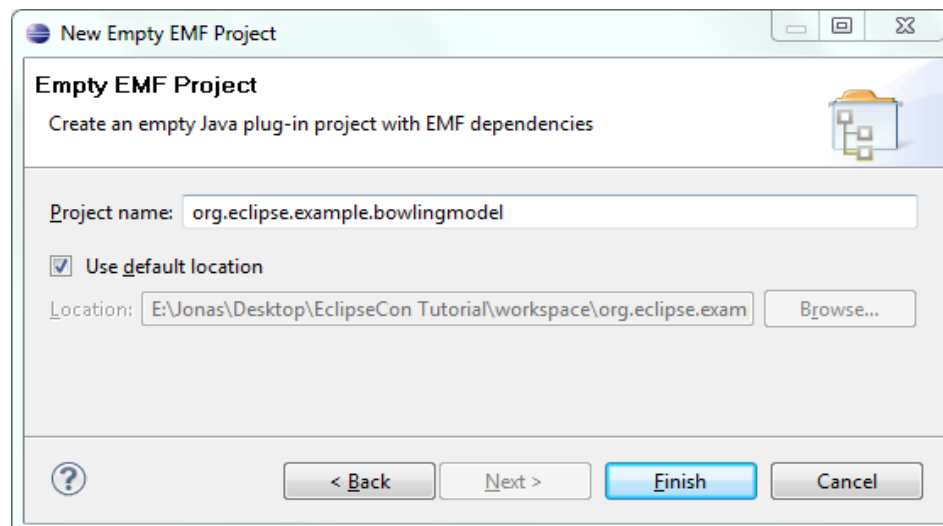 New Empty EMF Project
Empty EMF Project
Create an empty Java plug-in project with EMF dependencies
Project name: org.eclipse.example.bowlingmodel
Use default location
Location: E:\Jonas\Desktop\EclipseCon Tutorial\workspace\org.eclipse.exam Browse...
? < Back Next > Finish Cancel